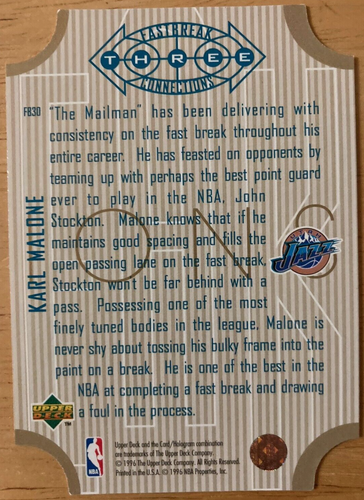 FASTBREAK
THREE
CONNECTIONS
FB30
KARL MALONE
"The Mailman" has been delivering with
consistency on the fast break throughout his
entire career. He has feasted on opponents by
teaming up with perhaps the best point guard
ever to play in the NBA, John
Stockton. Malone knows that if he
maintains good spacing and fills the
open passing lane on the fast break,
Stockton won't be far behind with a
pass. Possessing one of the most
finely tuned bodies in the league, Malone is
never shy about tossing his bulky frame into the
paint on a break. He is one of the best in the
NBA at completing a fast break and drawing
a foul in the process.
O N S
JAZZ
UPPER
DECK
TM
NBA
Upper Deck and the Card/Hologram combination
are trademarks of The Upper Deck Company.
© 1996 The Upper Deck Company. All Rights Reserved.
Printed in the U.S.A. © 1996 NBA Properties, Inc.